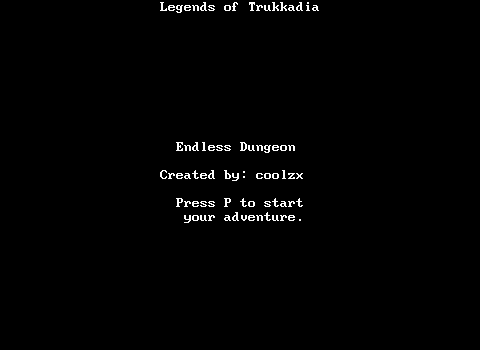 Legends of Trukkadia
Endless Dungeon
Created by: coolzx
Press P to start
your adventure.